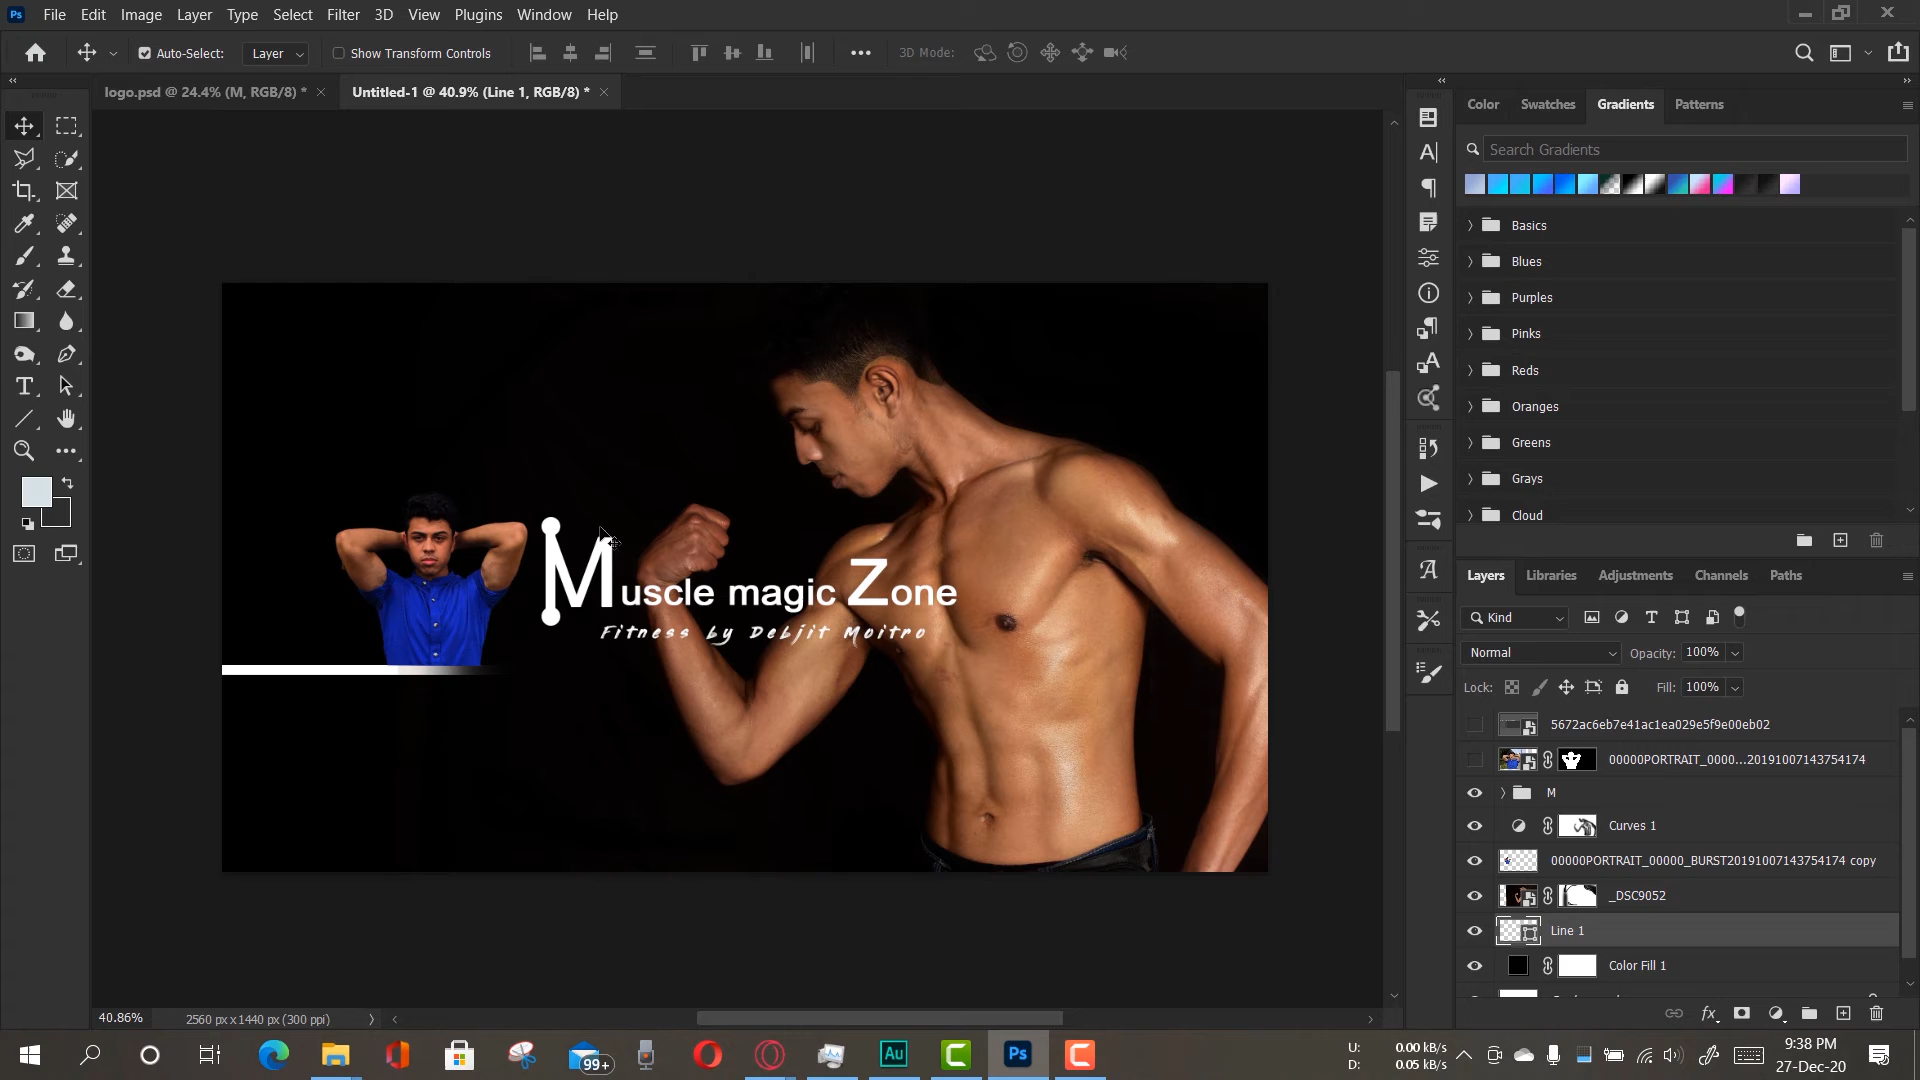 Ps File Edit Image Layer Type Select Filter 3D View Plugins Window Help
Auto-Select: Layer Show Transform Controls 3D Mode:
logo.psd @ 24.4% (M, RGB/8) * Untitled-1 @ 40.9% (Line 1, RGB/8) *
Color Swatches Gradients Patterns
Search Gradients
Basics
Blues
Purples
Pinks
Reds
Oranges
Greens
Grays
Cloud
Muscle magic Zone
Fitness by Debjit Moitro
Layers Libraries Adjustments Channels Paths
Kind
Normal Opacity: 100%
Lock: Fill: 100%
5672ac6eb7e41ac1ea029e5f9e00eb02
00000PORTRAIT_0000...20191007143754174
M
Curves 1
00000PORTRAIT_00000_BURST20191007143754174 copy
_DSC9052
Line 1
Color Fill 1
40.86% 2560 px x 1440 px (300 ppi)
99+ Au Ps
U: 0.00 kB/s
D: 0.05 kB/s
9:38 PM
27-Dec-20